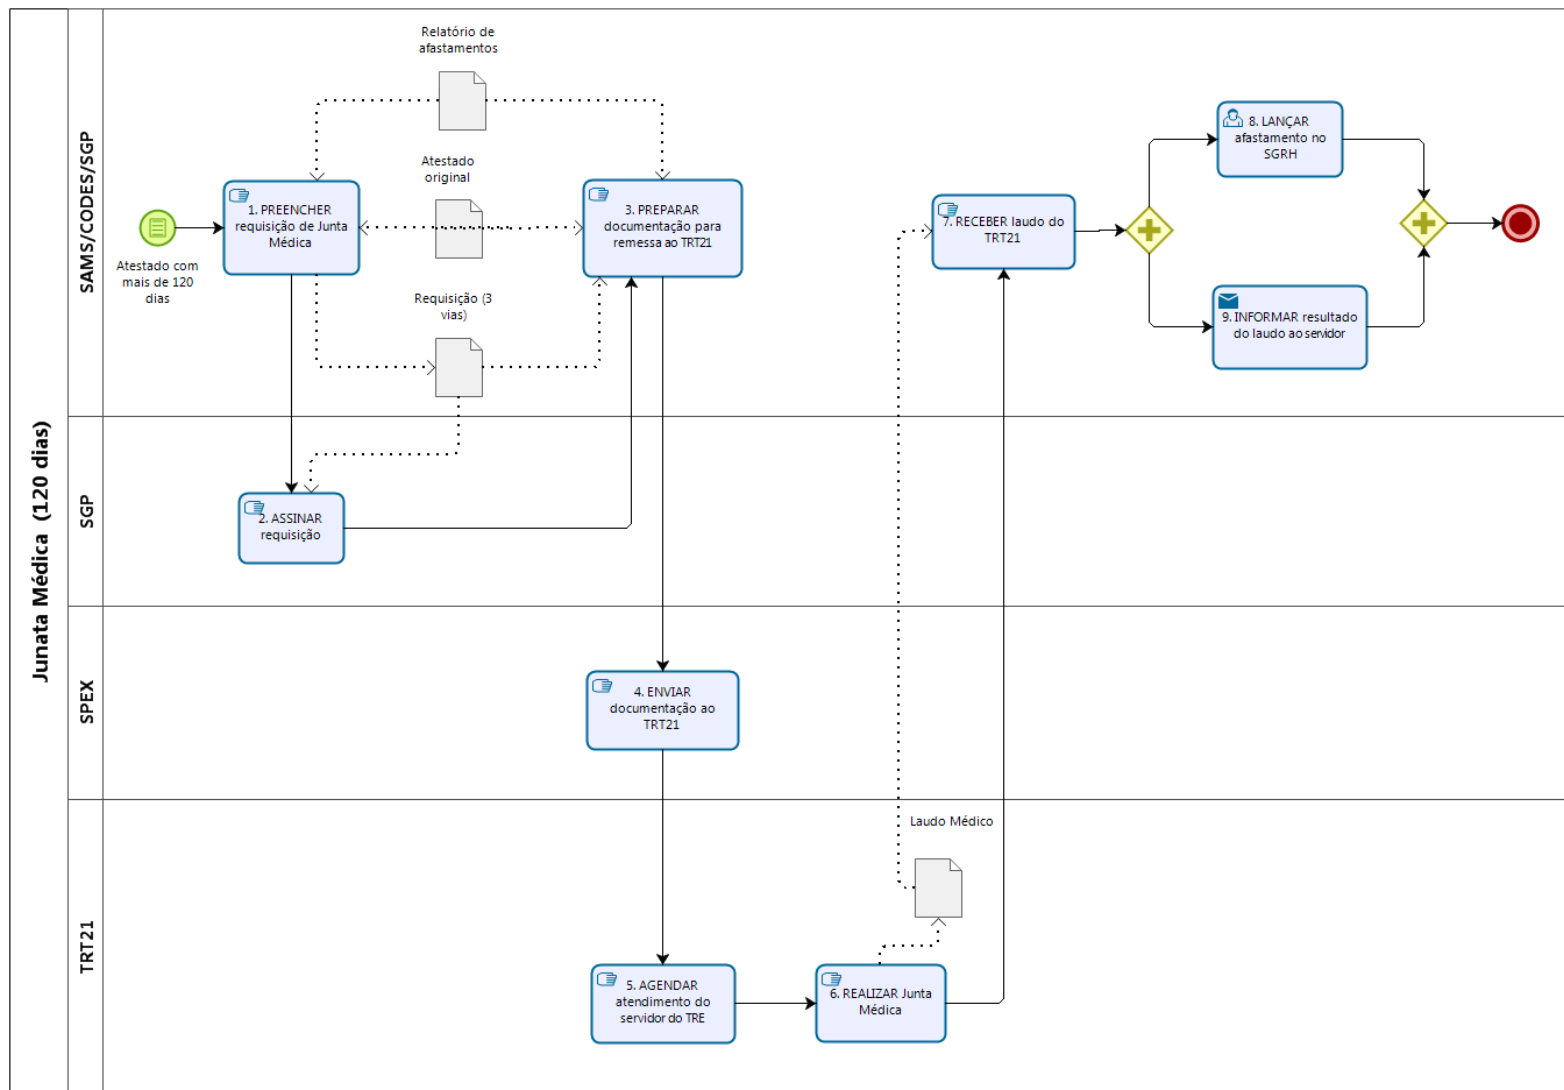 Junata Médica (120 dias)
SAMS/CODES/SGP
Relatório de
afastamentos
Atestado
original
Requisição (3
vias)
Atestado com
mais de 120
dias
1. PREENCHER
requisição de Junta
Médica
3. PREPARAR
documentação para
remessa ao TRT21
7. RECEBER laudo do
TRT21
8. LANÇAR
afastamento no
SGRH
9. INFORMAR resultado
do laudo ao servidor
SGP
2. ASSINAR
requisição
SPEX
4. ENVIAR
documentação ao
TRT21
TRT21
Laudo Médico
5. AGENDAR
atendimento do
servidor do TRE
6. REALIZAR Junta
Médica